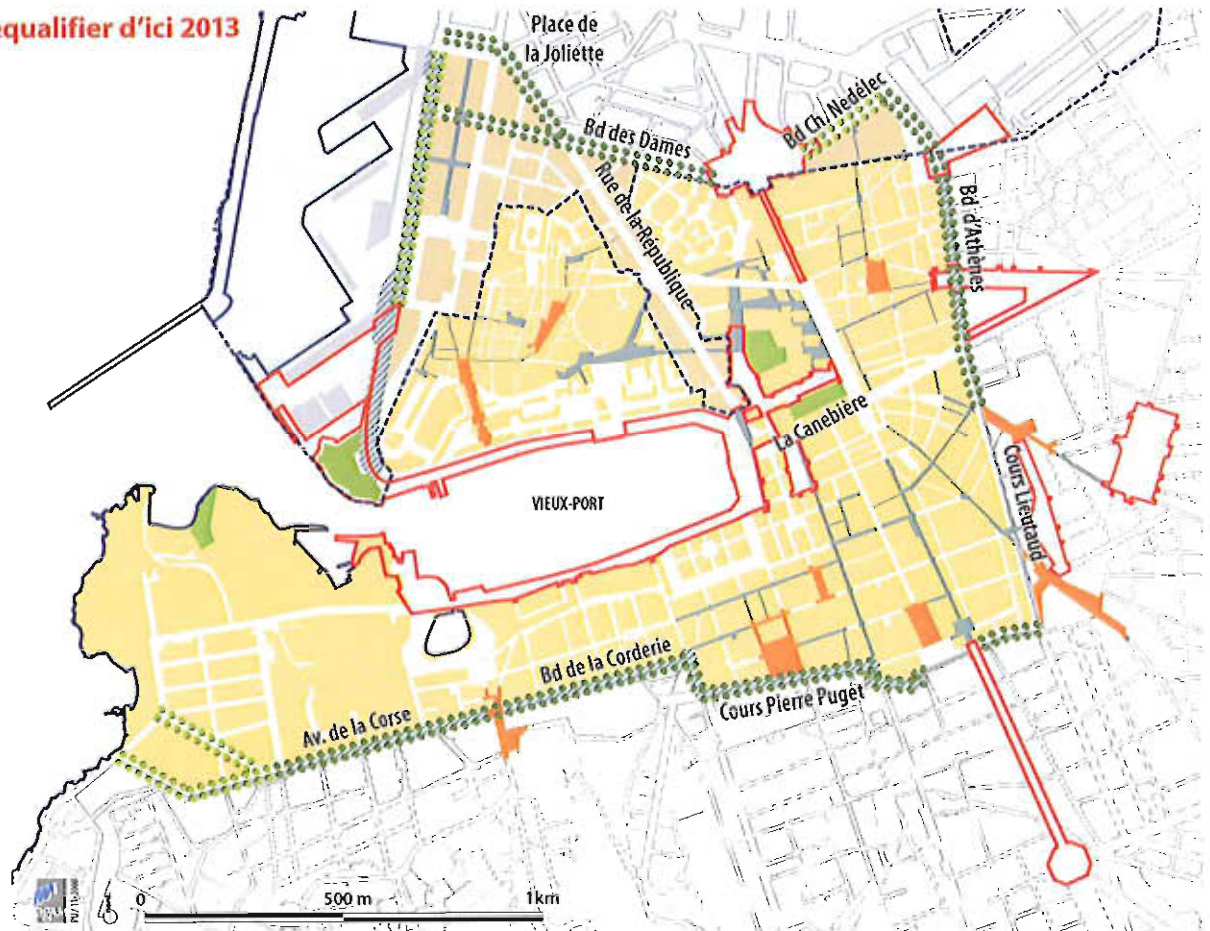 equalifier d'ici 2013
Place de
la Joliette
Bd Ch. Nedélec
Bd des Dames
Rue de la République
Bd d'Athènes
La Canebière
Cours Lieutaud
VIEUX-PORT
Bd de la Corderie
Cours Pierre Puget
Av. de la Corse
0 500 m 1km